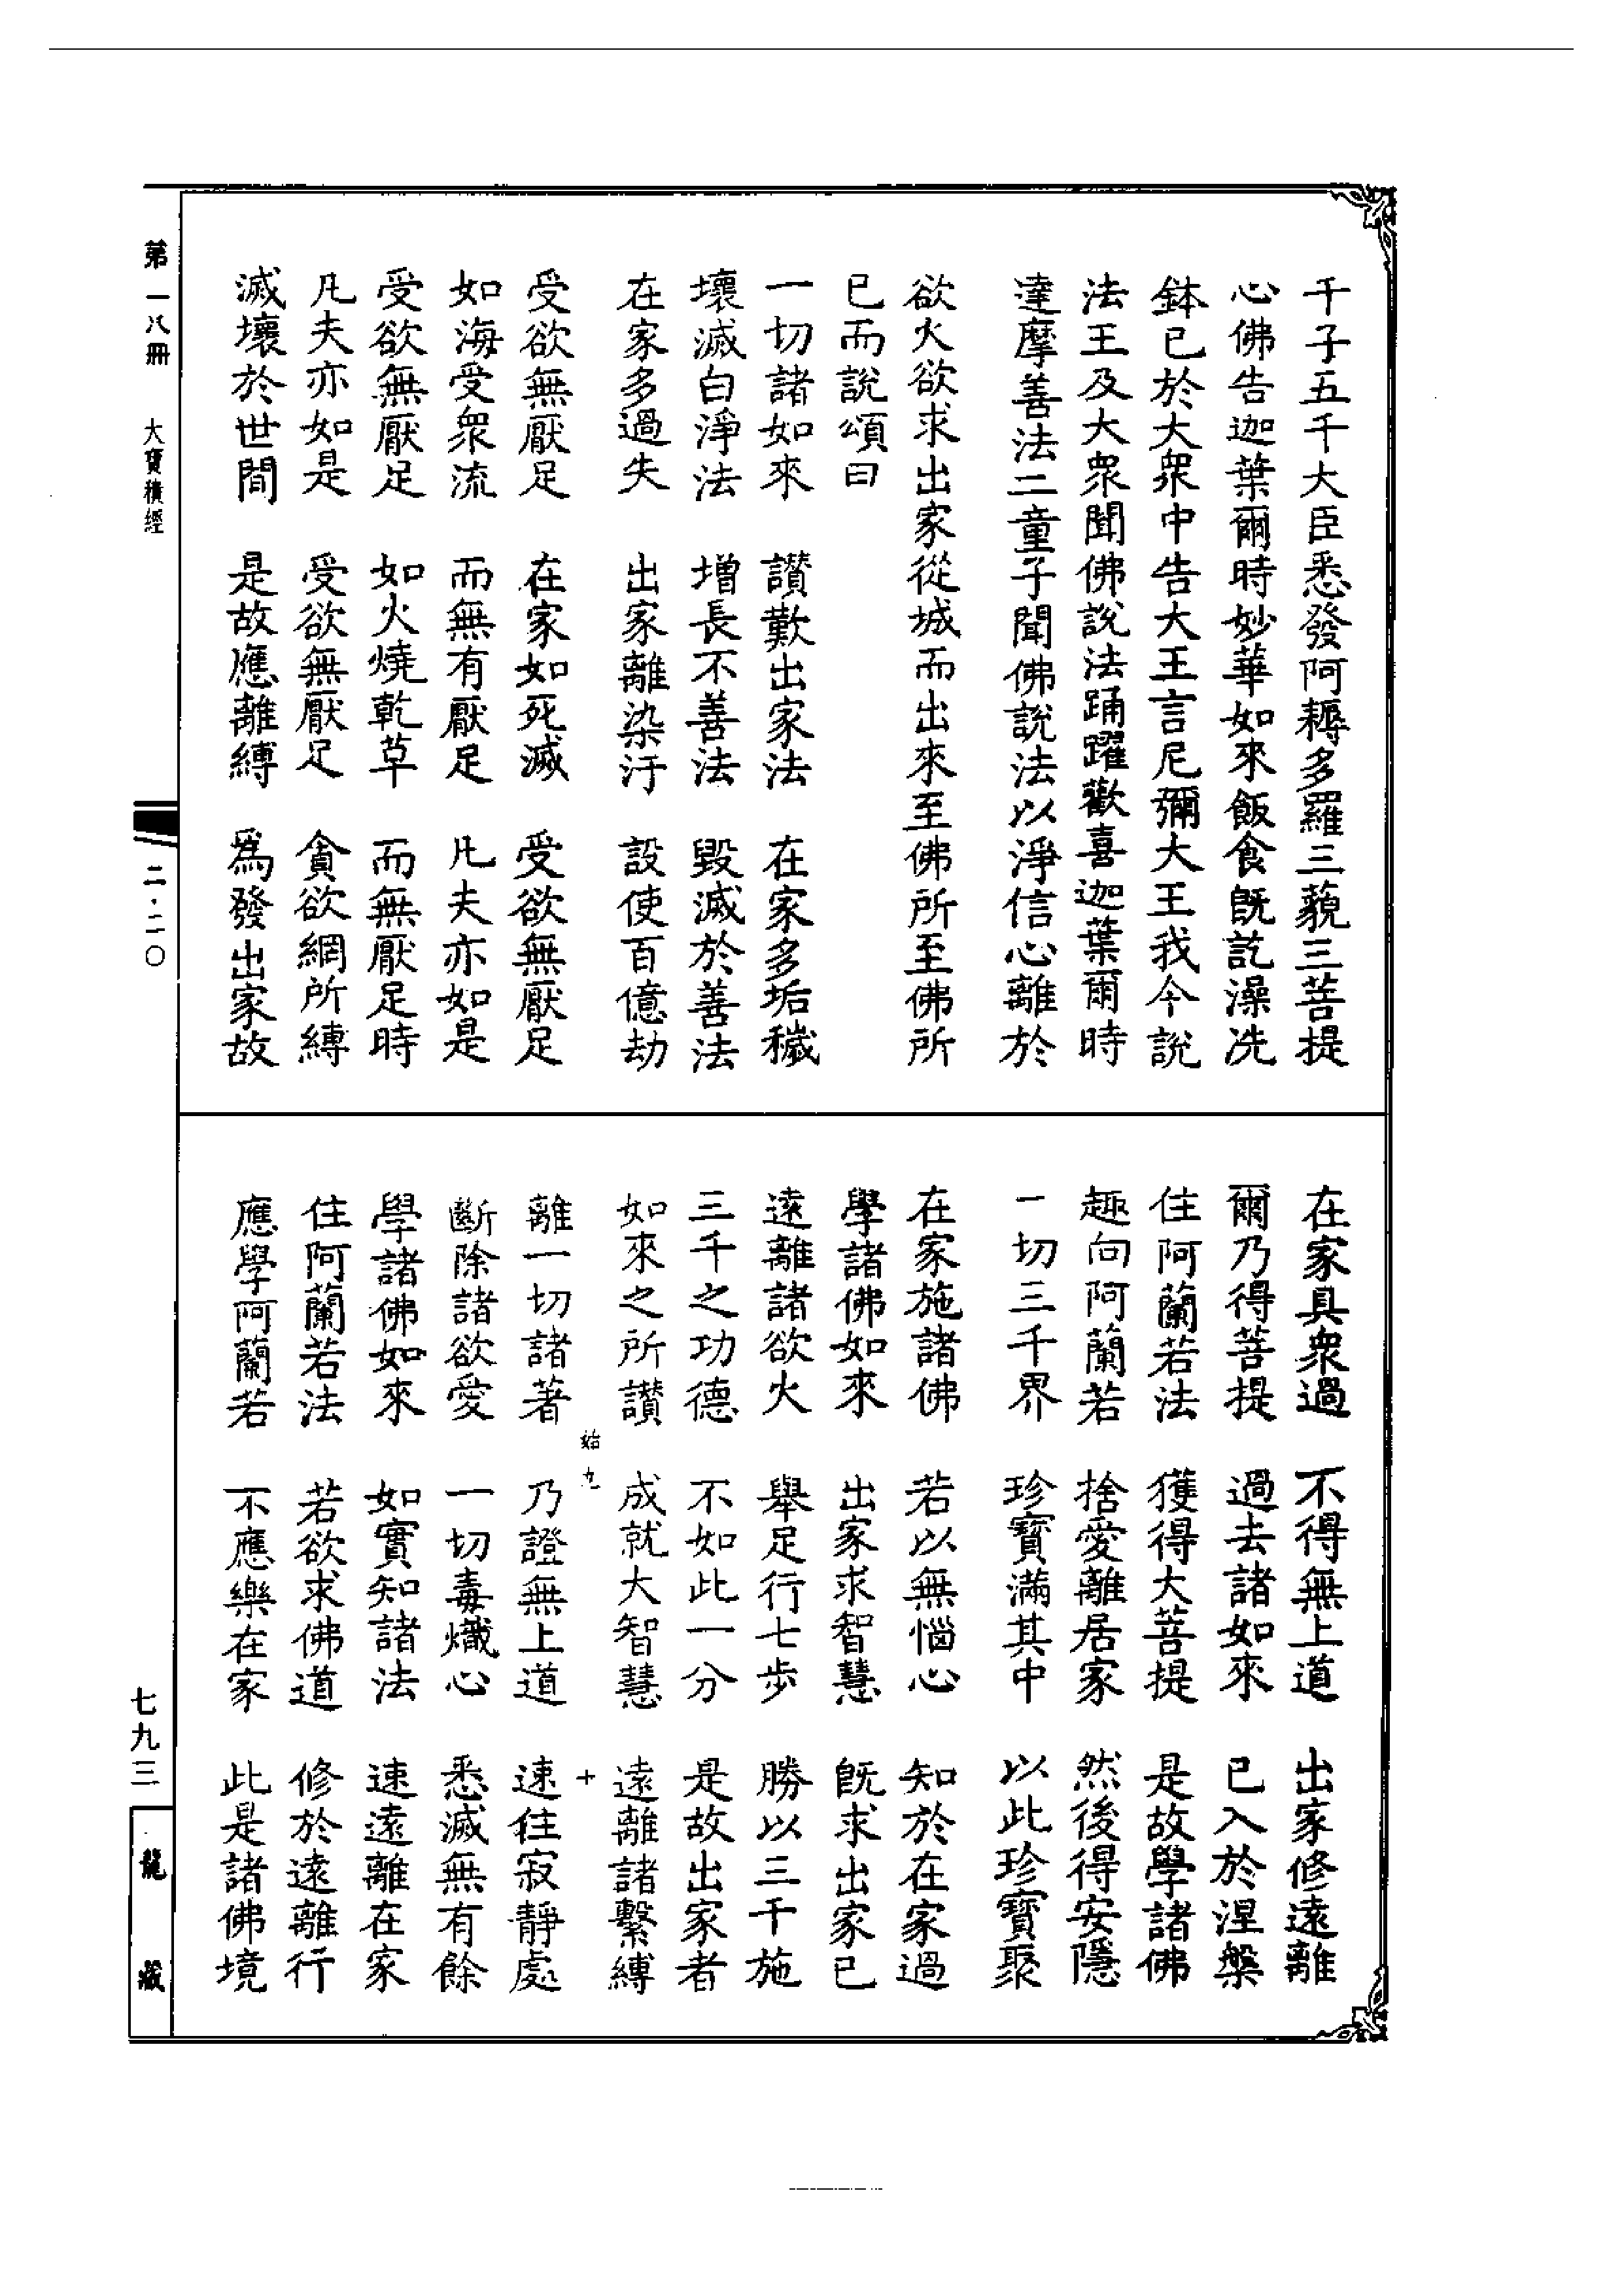 千子五千大臣悉發阿耨多羅三藐三菩提
心佛告迦葉爾時妙華如來飯食既訖澡洗
鉢已於大衆中告大王言尼彌大王我今說
法王及大衆聞佛說法踊躍歡喜迦葉爾時
達摩善法二童子聞佛說法以淨信心離於
欲火欲求出家從城而出來至佛所至佛所
已而說頌曰
一切諸如來　讃歎出家法　在家多垢穢
壞滅白淨法　增長不善法　毀滅於善法
在家多過失　出家離染汙　設使百億劫
受欲無厭足　在家如死滅　受欲無厭足
如海受衆流　而無有厭足　凡夫亦如是
受欲無厭足　如火燒乾草　而無厭足時
凡夫亦如是　受欲無厭足　貪欲網所縛
滅壞於世間　是故應離縛　爲發出家故
在家具衆過　不得無上道　出家修遠離
爾乃得菩提　過去諸如來　已入於涅槃
住阿蘭若法　獲得大菩提　是故學諸佛
趣向阿蘭若　捨愛離居家　然後得安隱
一切三千界　珍寶滿其中　以此珍寶聚
在家施諸佛　若以無惱心　知於在家過
學諸佛如來　出家求智慧　既求出家已
遠離諸欲火　舉足行七步　勝以三千施
三千之功德　不如此一分　是故出家者
如來之所讃　成就大智慧　遠離諸繫縛
始九　十
離一切諸著　乃證無上道　速往寂靜處
斷除諸欲愛　一切毒熾心　悉滅無有餘
學諸佛如來　如實知諸法　速遠離在家
住阿蘭若法　若欲求佛道　修於遠離行
應學阿蘭若　不應樂在家　此是諸佛境
第一八冊　大寶積經　二·二〇　七九三
龍藏